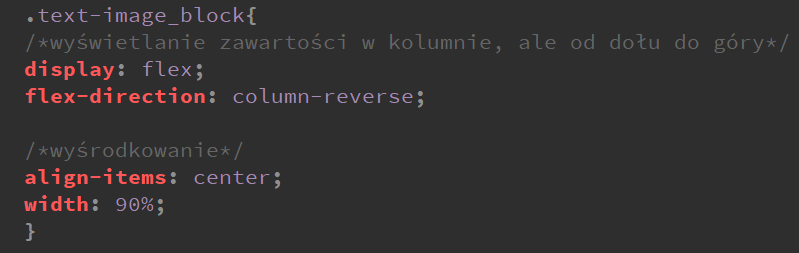 .text-image_block{
/*wyświetlanie zawartości w kolumnie, ale od dołu do góry*/
display: flex;
flex-direction: column-reverse;
/*wyśrodkowanie*/
align-items: center;
width: 90%;
}